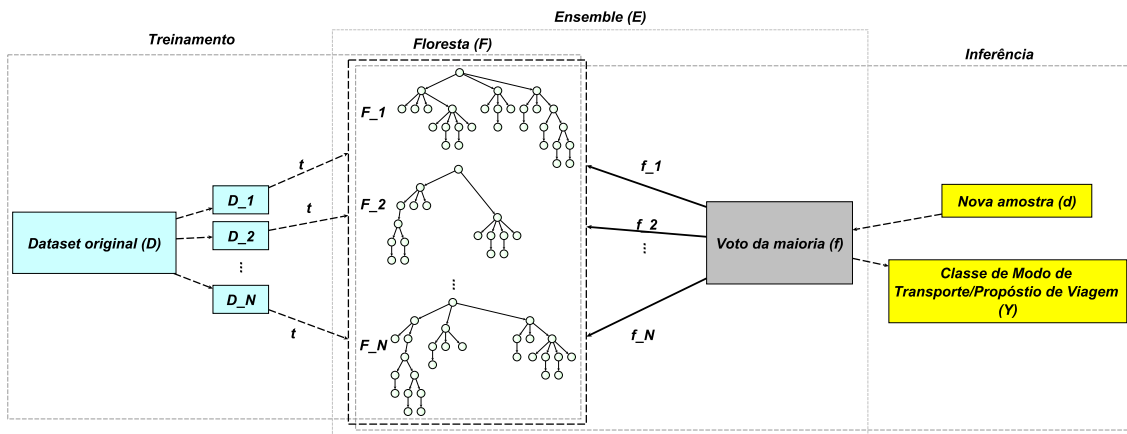 Ensemble (E)
Treinamento
Floresta (F)
Inferência
F_1
t
f_1
D_1
t
F_2
f_2
Nova amostra (d)
Dataset original (D)
D_2
...
Voto da maioria (f)
...
Classe de Modo de
Transporte/Propóstio de Viagem
(Y)
...
D_N
t
F_N
f_N